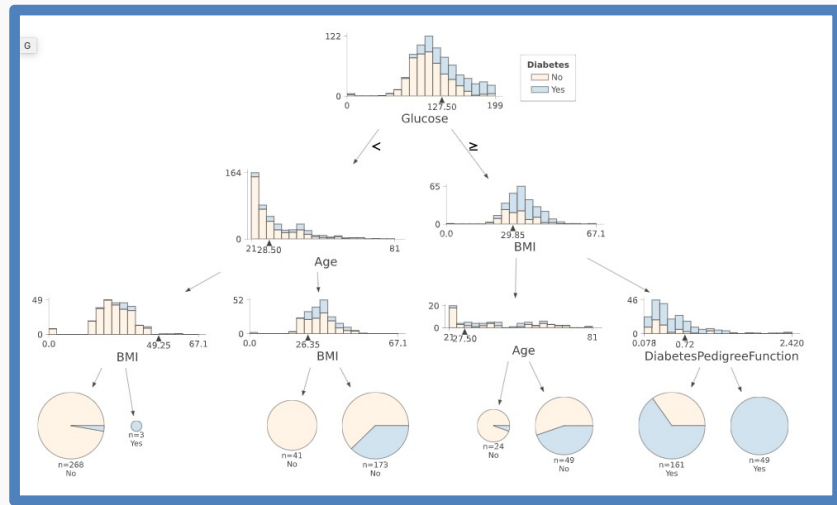 G
122
0
0
127.50
199
Glucose
Diabetes
No
Yes
<
≥
164
0
21
28.50
81
Age
65
0
0.0
29.85
67.1
BMI
49
0
0.0
49.25
67.1
BMI
52
0
0.0
26.35
67.1
BMI
20
0
21
27.50
81
Age
46
0
0.078
0.72
2.420
DiabetesPedigreeFunction
n=268
No
n=3
Yes
n=41
No
n=173
No
n=24
No
n=49
No
n=161
Yes
n=49
Yes